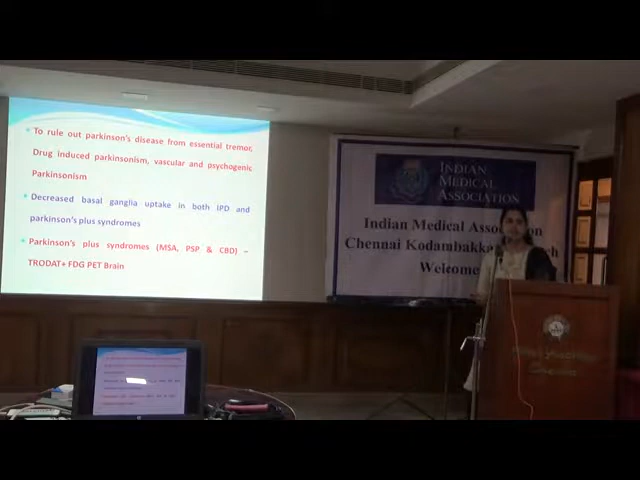 To rule out parkinson's disease from essential tremor,
Drug induced parkinsonism, vascular and psychogenic
Parkinsonism
Decreased basal ganglia uptake in both IPD and
parkinson's plus syndromes
Parkinson's plus syndromes (MSA, PSP & CBD) –
TRODAT+ FDG PET Brain
INDIAN
MEDICAL
ASSOCIATION
Indian Medical Association
Chennai Kodambakk
Welcome